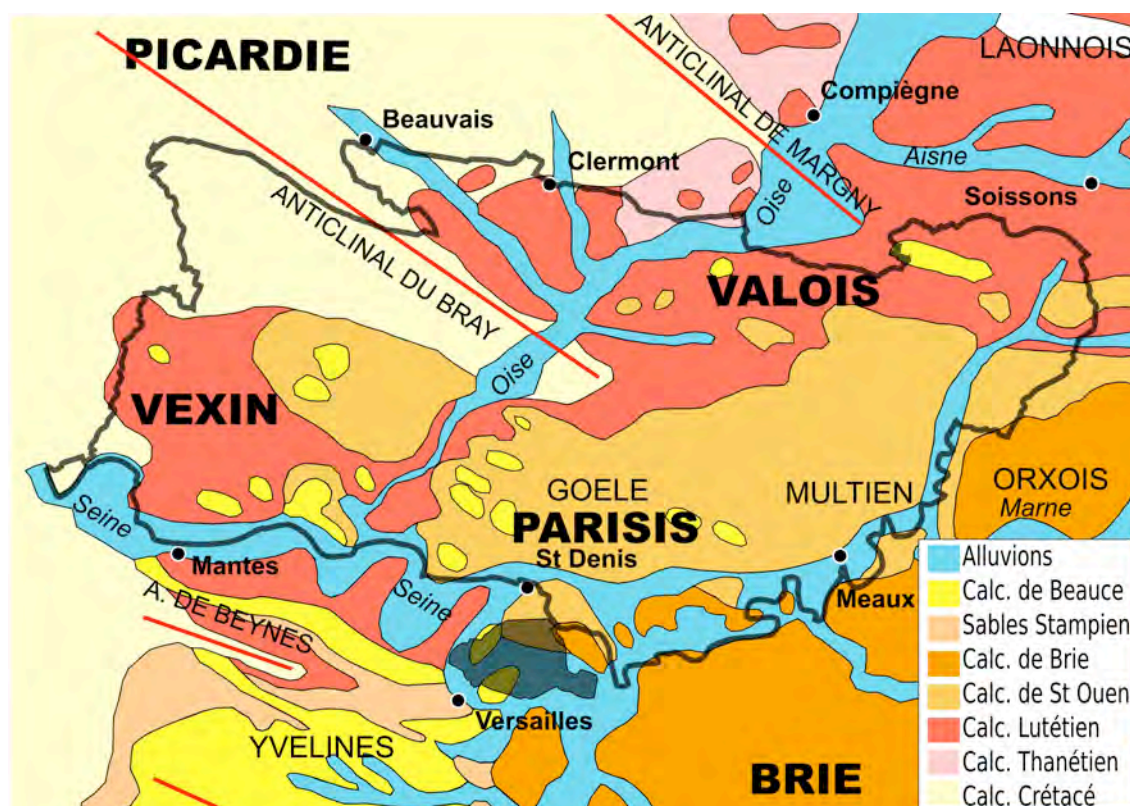 PICARDIE
ANTICLINAL DE MARGNY
LAONNOIS
Compiègne
Beauvais
Aisne
Clermont
Soissons
Oise
ANTICLINAL DU BRAY
VALOIS
Oise
VEXIN
GOELE
MULTIEN
ORXOIS
Marne
Seine
PARISIS
St Denis
Mantes
Seine
Meaux
A. DE BEYNES
Versailles
YVELINES
BRIE
Alluvions
Calc. de Beauce
Sables Stampien
Calc. de Brie
Calc. de St Ouen
Calc. Lutétien
Calc. Thanétien
Calc. Crétacé